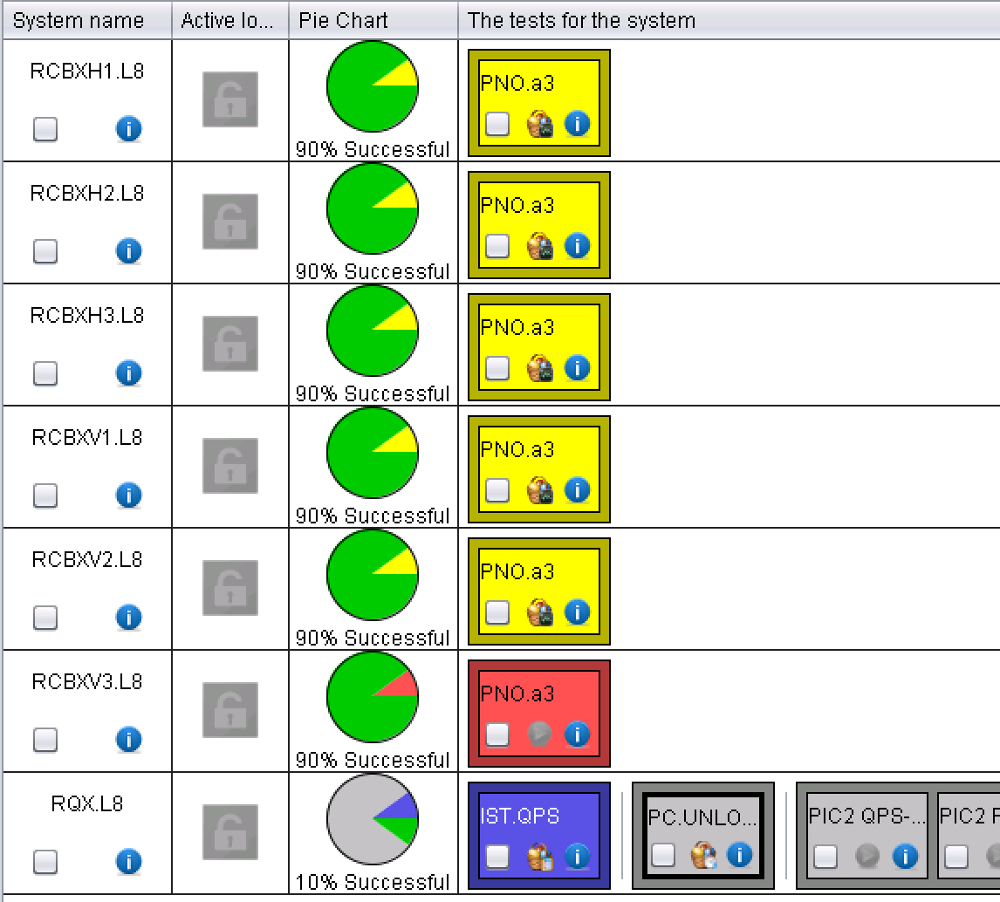 System name Active lo... Pie Chart The tests for the system
RCBXH1.L8 PNO.a3
90% Successful
RCBXH2.L8 PNO.a3
90% Successful
RCBXH3.L8 PNO.a3
90% Successful
RCBXV1.L8 PNO.a3
90% Successful
RCBXV2.L8 PNO.a3
90% Successful
RCBXV3.L8 PNO.a3
90% Successful
RQX.L8 IST.QPS PC.UNLO... PIC2 QPS-... PIC2
10% Successful